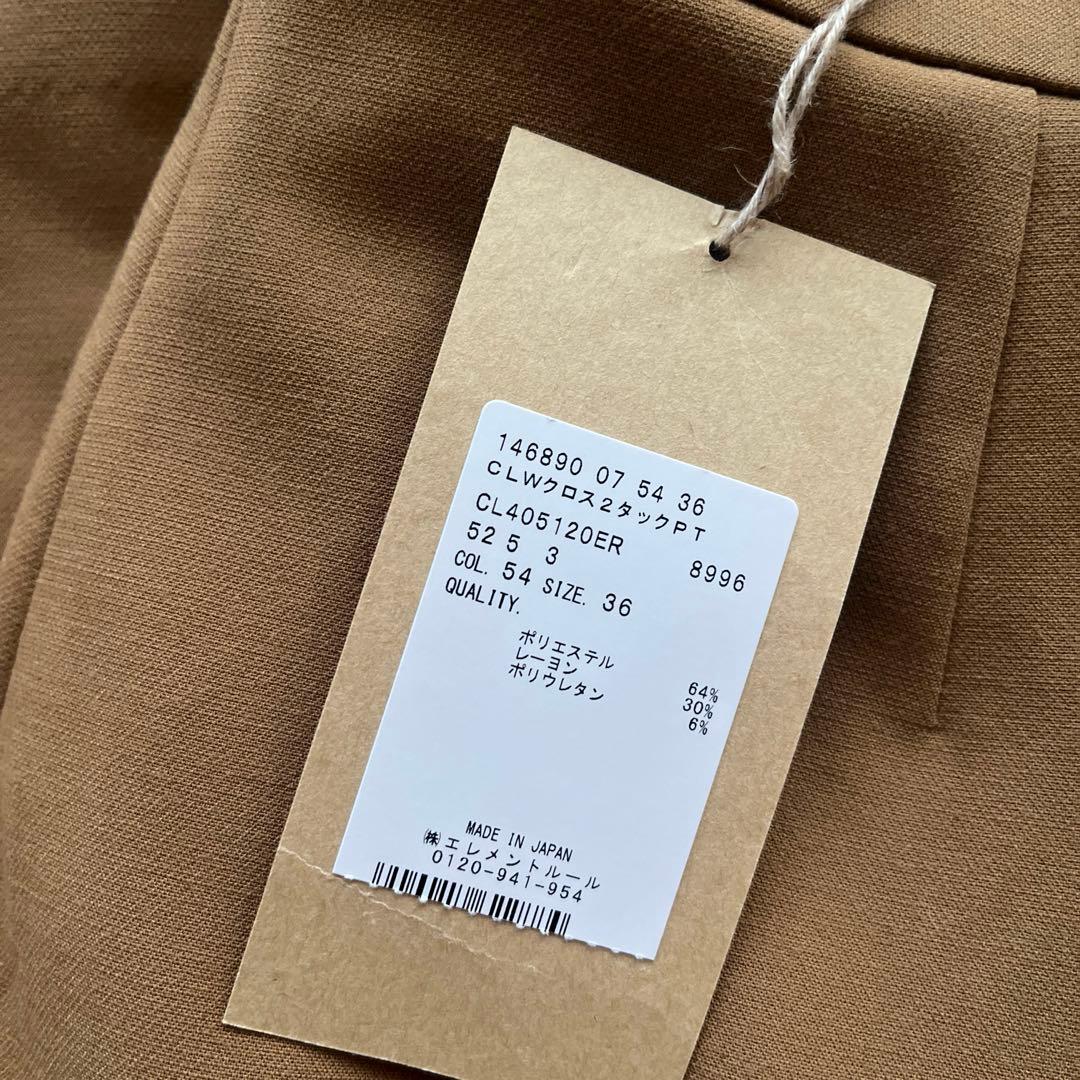 146890 07 54 36
CLWクロス2タックPT
CL405120ER
52 5 3 8996
COL. 54 SIZE. 36
QUALITY.
ポリエステル 64%
レーヨン 30%
ポリウレタン 6%
MADE IN JAPAN
㈱エレメントルール
0120-941-954